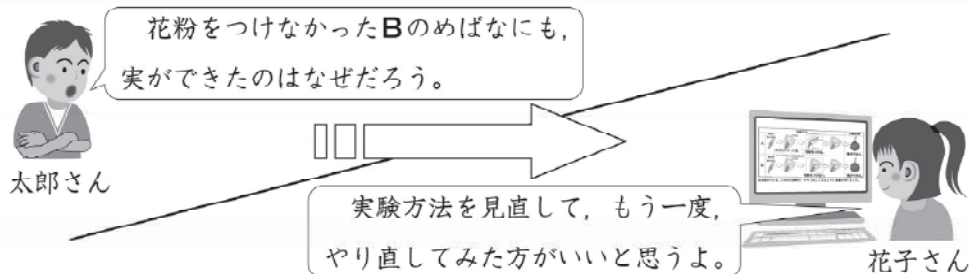 花粉をつけなかったBのめばなにも，
実ができたのはなぜだろう。
太郎さん
実験方法を見直して，もう一度，
やり直してみた方がいいと思うよ。
花子さん